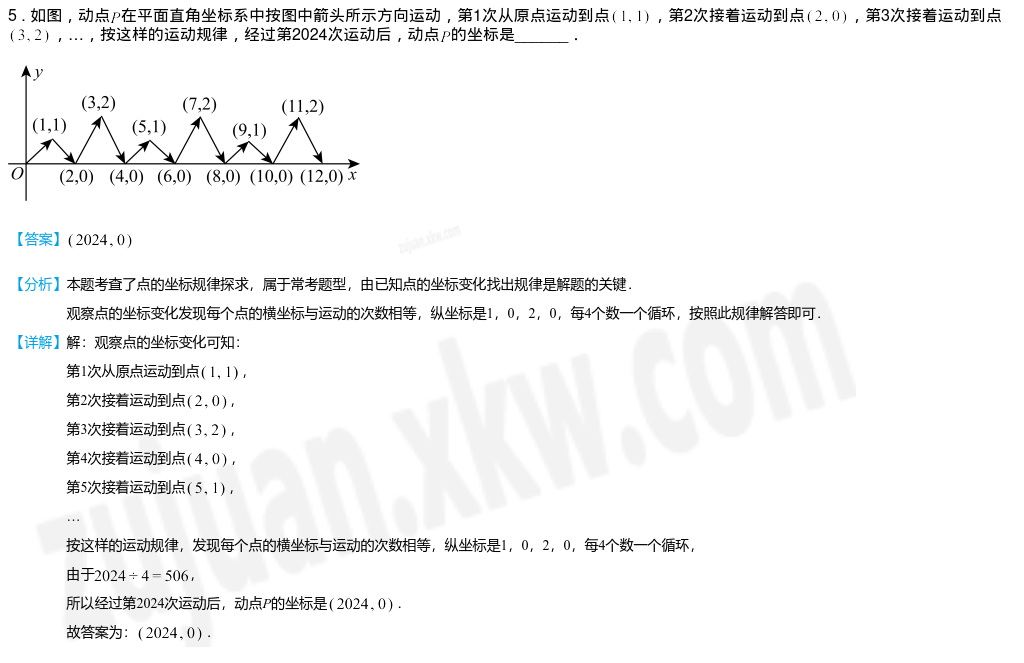 5．如图，动点P在平面直角坐标系中按图中箭头所示方向运动，第1次从原点运动到点(1,1)，第2次接着运动到点(2,0)，第3次接着运动到点
(3,2)，…，按这样的运动规律，经过第2024次运动后，动点P的坐标是______．
y
(3,2) (7,2) (11,2)
(1,1) (5,1) (9,1)
O (2,0) (4,0) (6,0) (8,0) (10,0) (12,0) x
【答案】(2024,0)
zujuan.xkw.com
【分析】本题考查了点的坐标规律探求，属于常考题型，由已知点的坐标变化找出规律是解题的关键．
观察点的坐标变化发现每个点的横坐标与运动的次数相等，纵坐标是1，0，2，0，每4个数一个循环，按照此规律解答即可．
【详解】解：观察点的坐标变化可知：
第1次从原点运动到点(1,1)，
第2次接着运动到点(2,0)，
第3次接着运动到点(3,2)，
第4次接着运动到点(4,0)，
第5次接着运动到点(5,1)，
…
按这样的运动规律，发现每个点的横坐标与运动的次数相等，纵坐标是1，0，2，0，每4个数一个循环，
由于2024÷4=506，
所以经过第2024次运动后，动点P的坐标是(2024,0)．
故答案为：(2024,0)．
zujuan.xkw.com